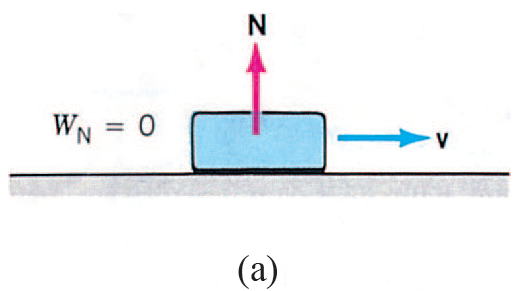 N
W_N = 0
v
(a)